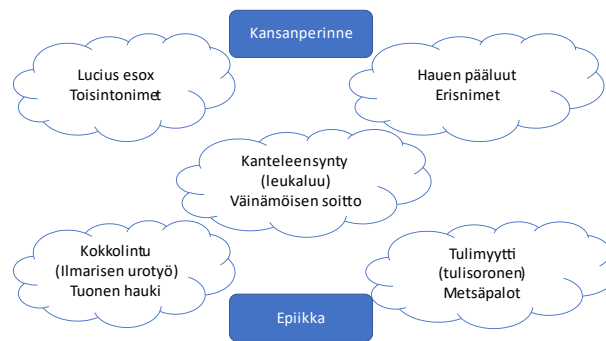 Kansanperinne
Lucius esox
Toisintonimet
Hauen pääluut
Erisnimet
Kanteleensynty
(leukaluu)
Väinämöisen soitto
Kokkolintu
(Ilmarisen urotyö)
Tuonen hauki
Tulimyytti
(tulisoronen)
Metsäpalot
Epiikka